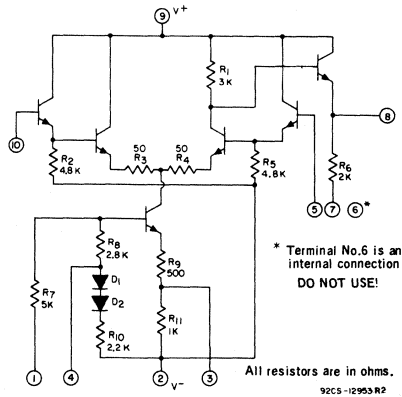 9 V+
R1
3K
8
10
R2
4.8K
50
R3
50
R4
R5
4.8K
R6
2K
5 7 6*
* Terminal No.6 is an
internal connection
DO NOT USE!
R8
2.8K
R9
500
R7
5K
D1
D2
R11
1K
R10
2.2K
1 4 2 V- 3
All resistors are in ohms.
92CS-12953R2